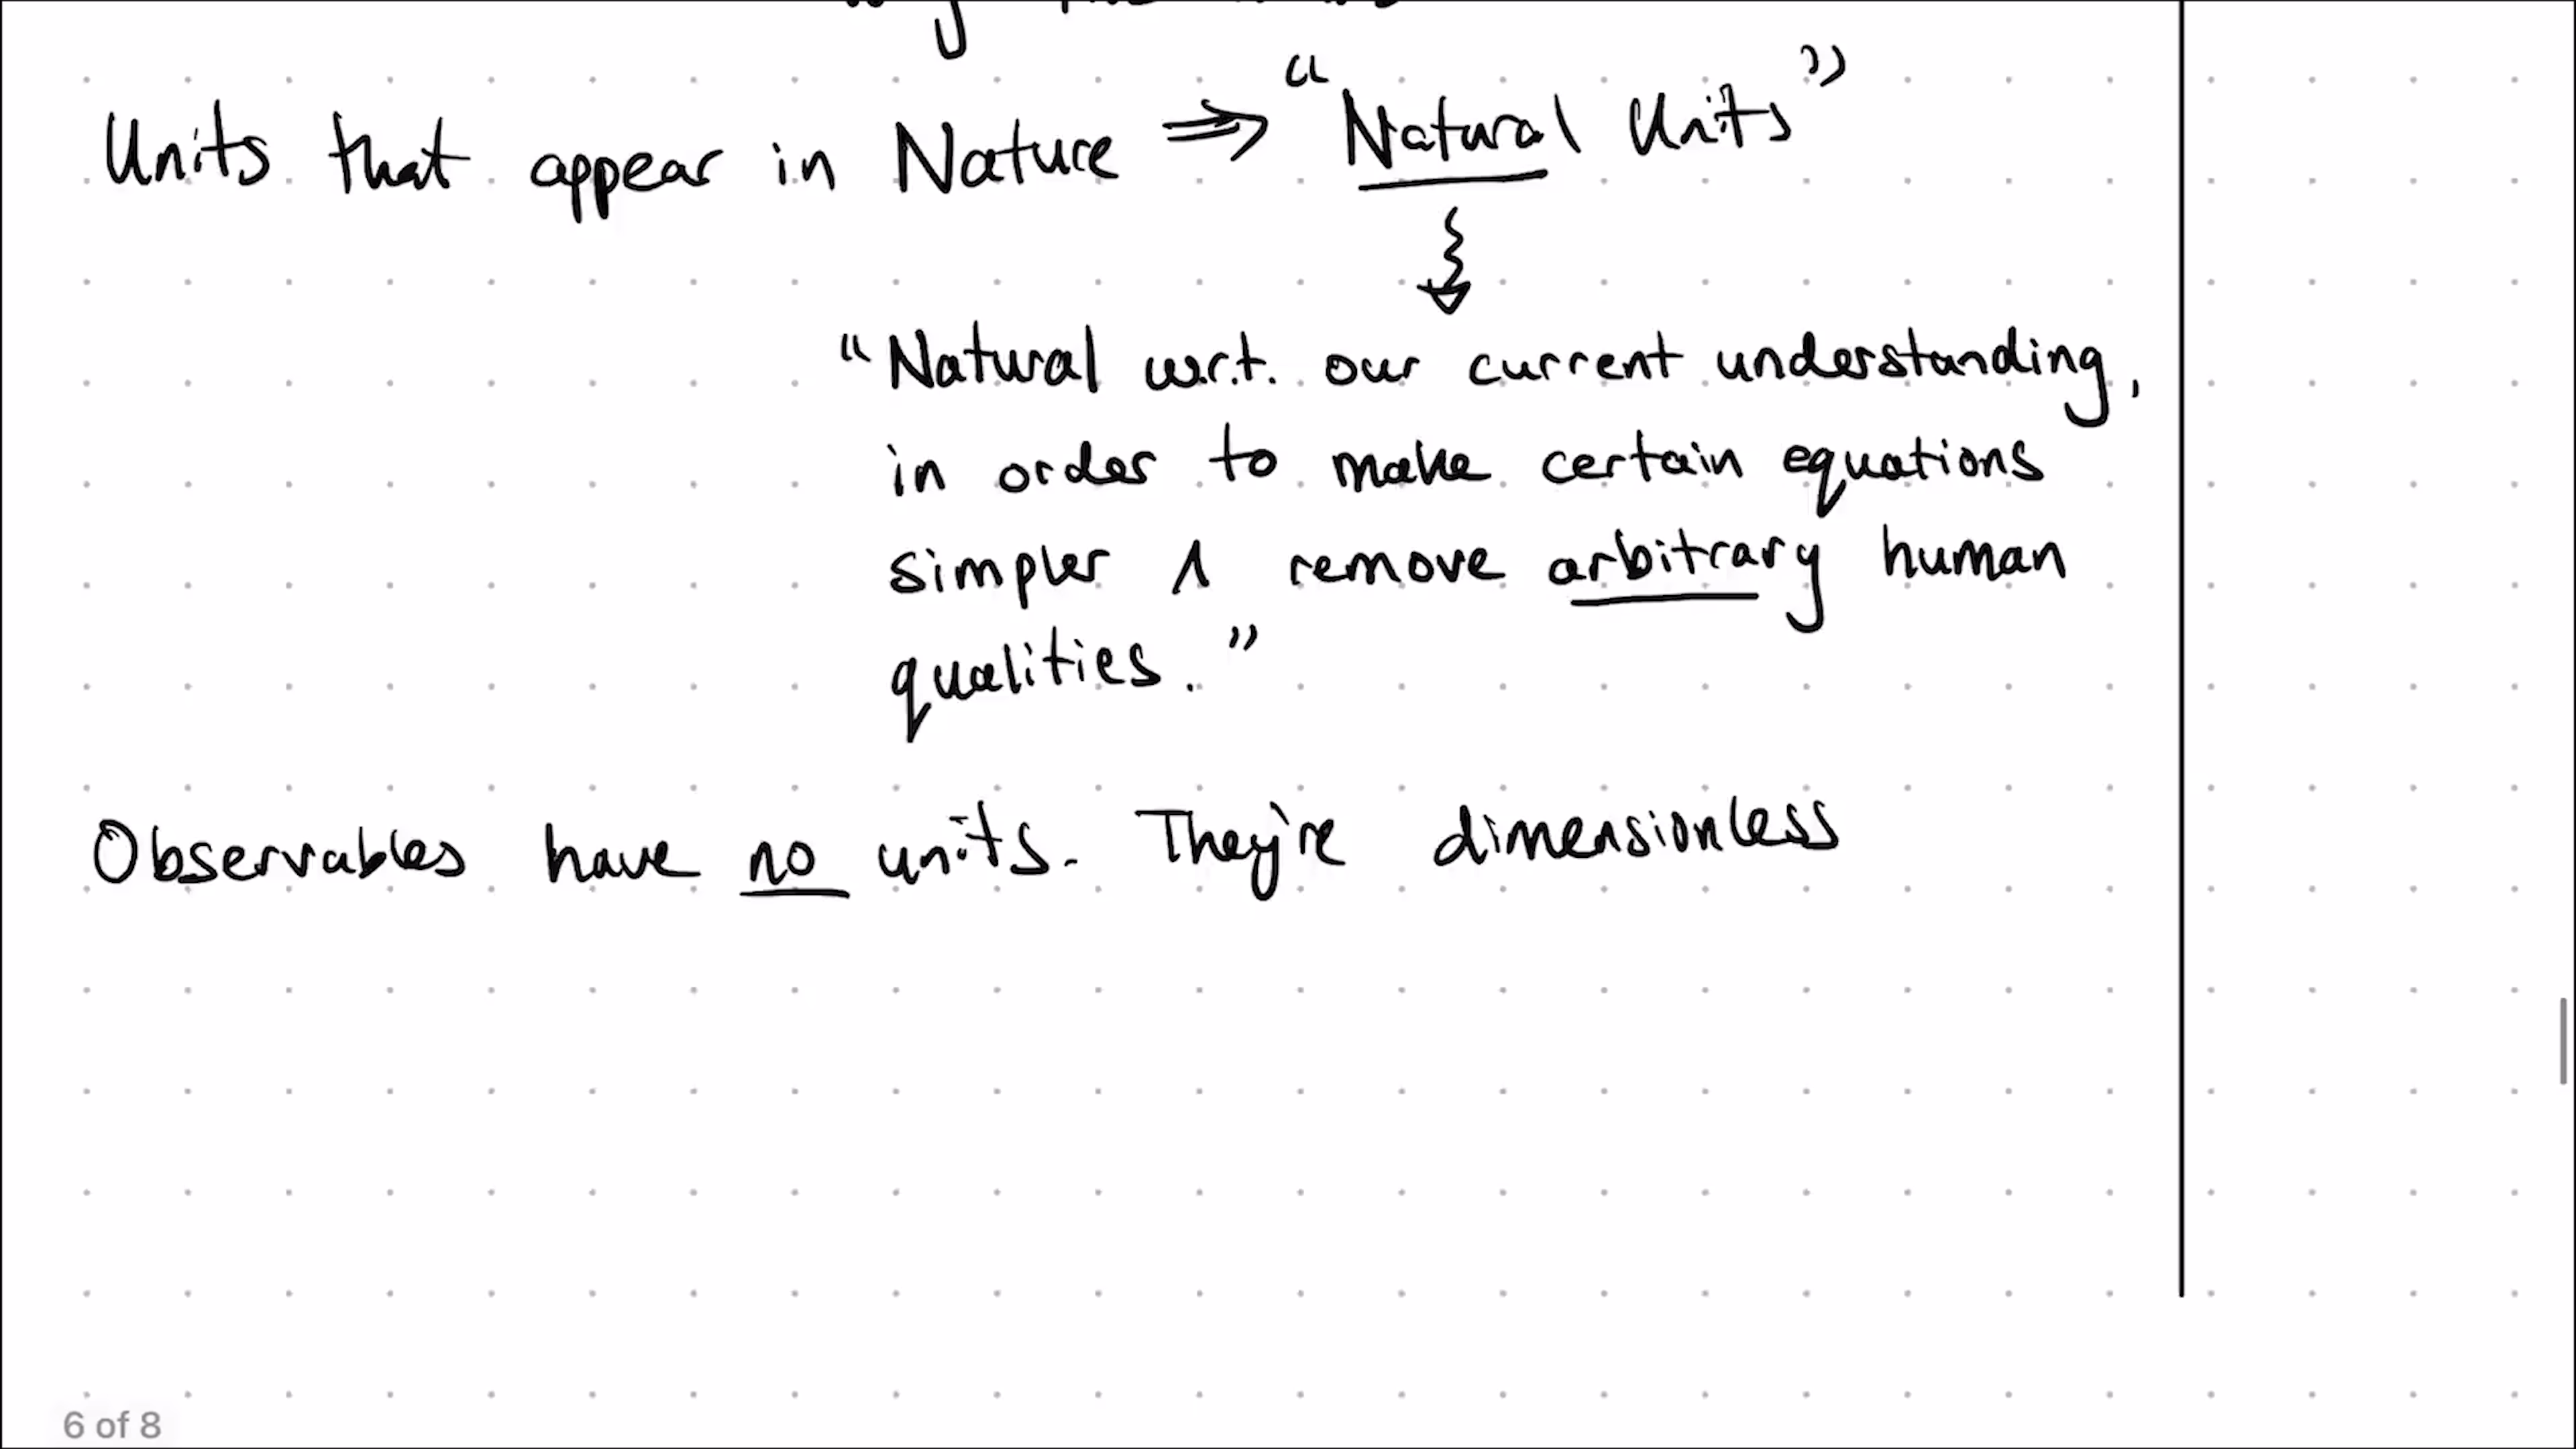 Units that appear in Nature ⇒ "Natural Units"
"Natural w.r.t. our current understanding,
in order to make certain equations
simpler ∧ remove arbitrary human
qualities."
Observables have no units. They're dimensionless
6 of 8